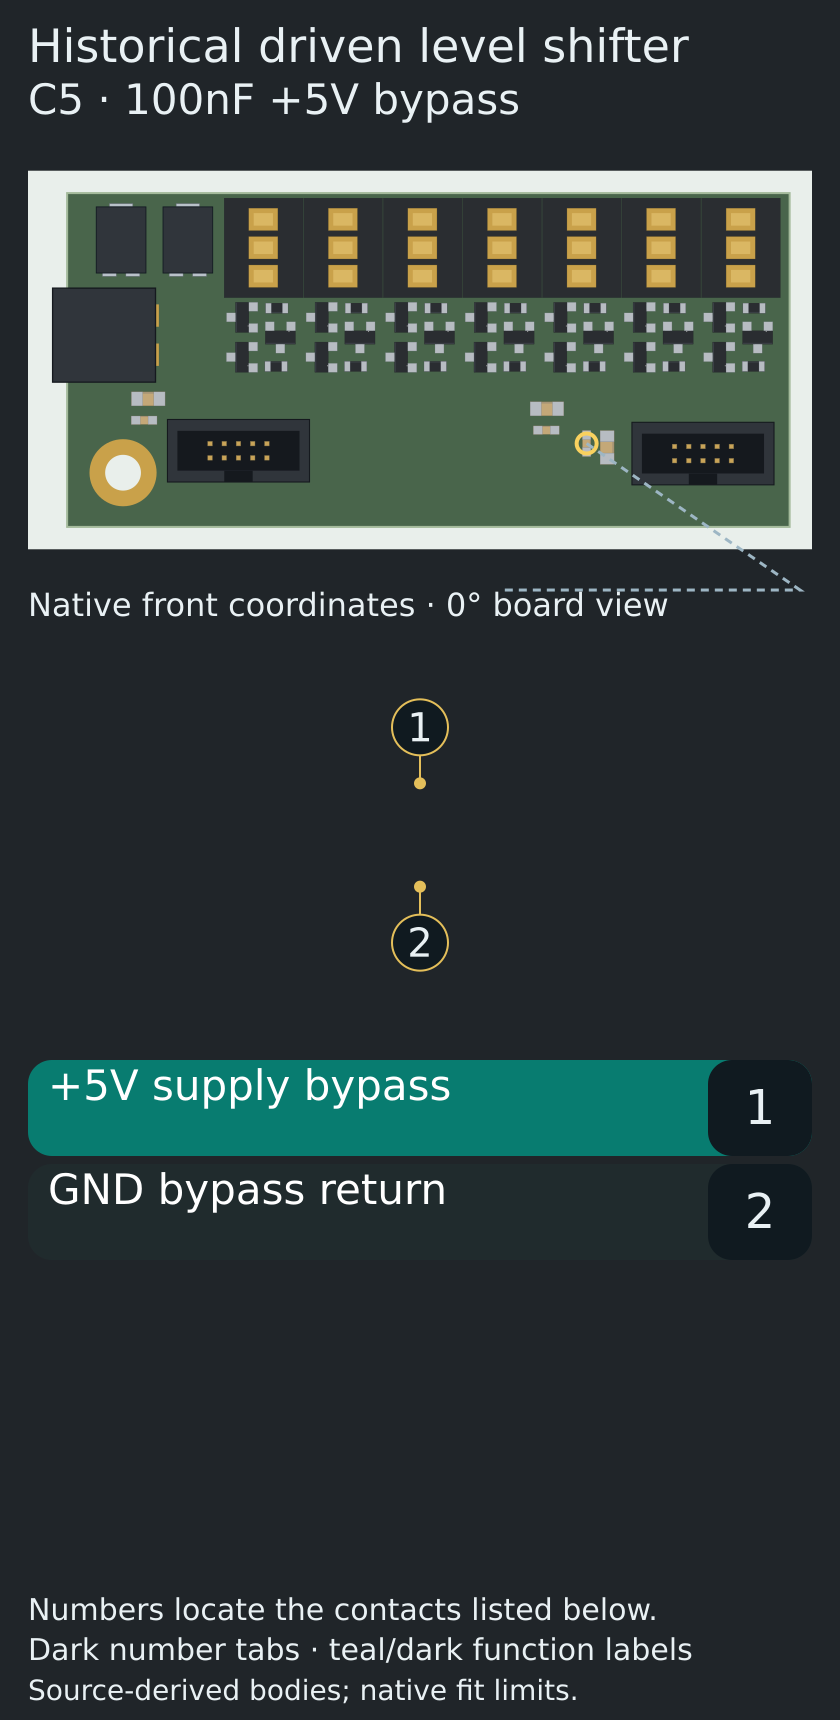 Historical driven level shifter
C5 · 100nF +5V bypass
Native front coordinates · 0° board view
1
2
+5V supply bypass 1
GND bypass return 2
Numbers locate the contacts listed below.
Dark number tabs · teal/dark function labels
Source-derived bodies; native fit limits.